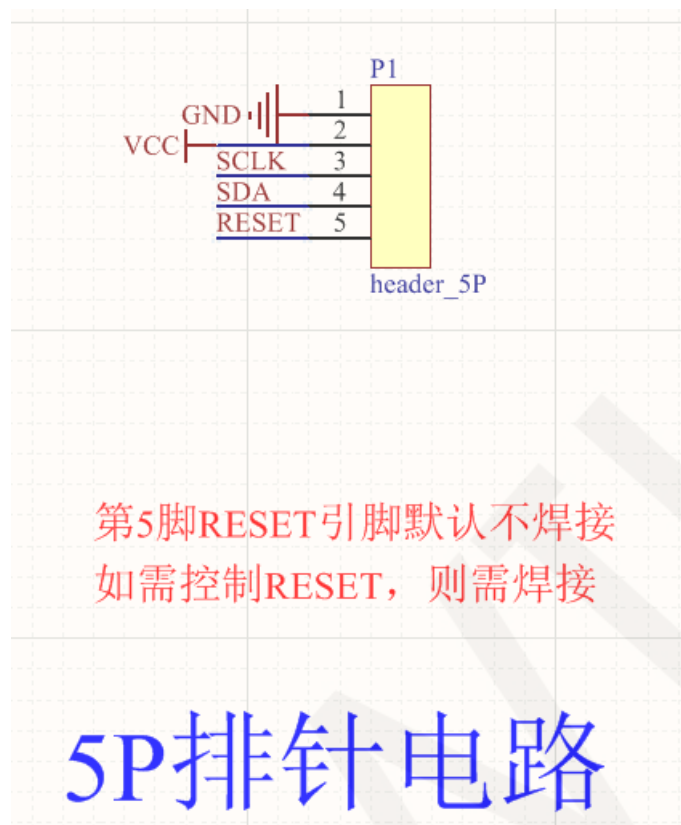 P1
GND
1
VCC
2
SCLK 3
SDA 4
RESET 5
header_5P
第5脚RESET引脚默认不焊接
如需控制RESET，则需焊接
5P排针电路